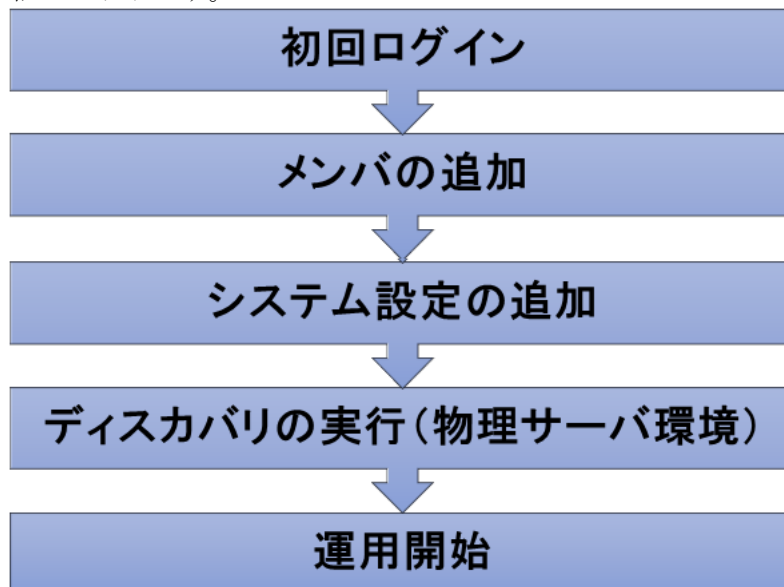 初回ログイン
メンバの追加
システム設定の追加
ディスカバリの実行(物理サーバ環境)
運用開始